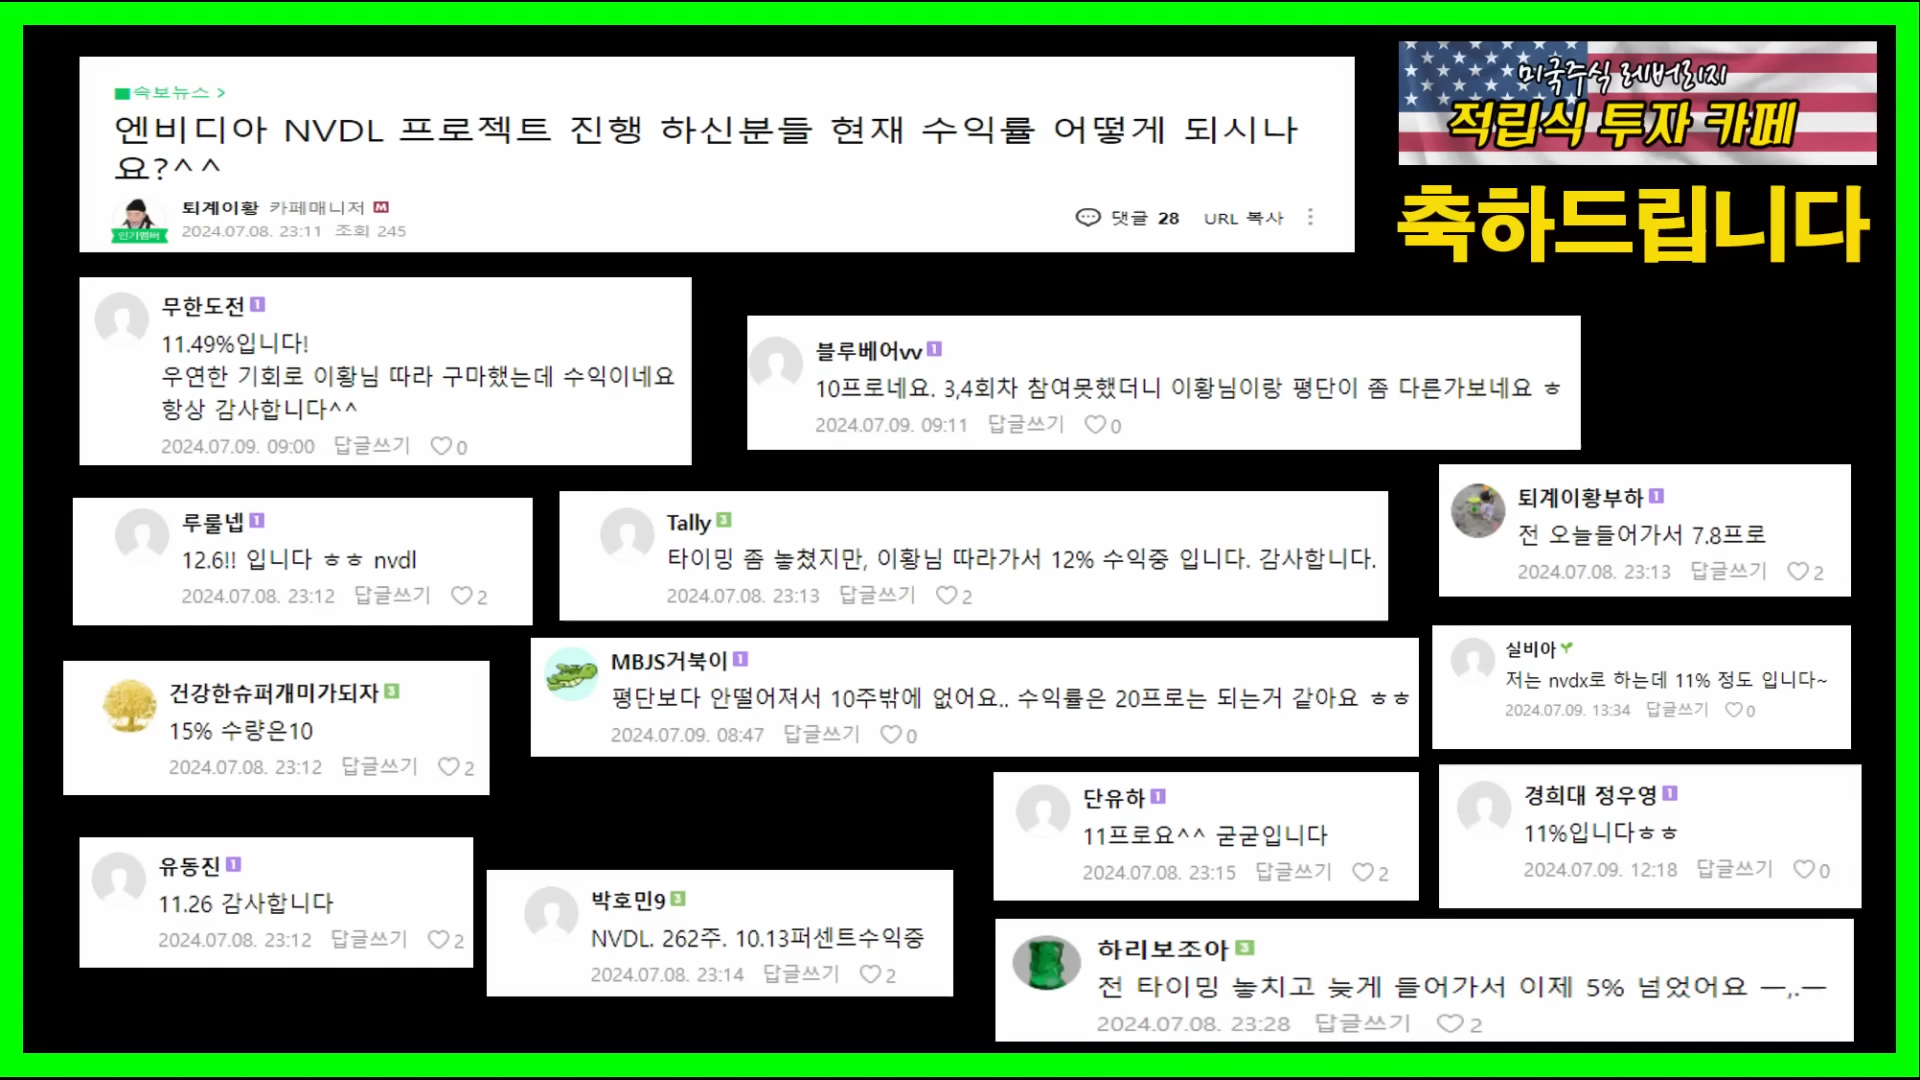 ■속보뉴스 >
엔비디아 NVDL 프로젝트 진행 하신분들 현재 수익률 어떻게 되시나
요?^^
퇴계이황 카페매니저 M
인기멤버
2024.07.08. 23:11 조회 245
댓글 28 URL 복사
미국주식 레버리지
적립식 투자 카페
축하드립니다
무한도전 1
11.49%입니다!
우연한 기회로 이황님 따라 구마했는데 수익이네요
항상 감사합니다^^
2024.07.09. 09:00 답글쓰기 0
블루베어vv 1
10프로네요. 3,4회차 참여못했더니 이황님이랑 평단이 좀 다른가보네요 ㅎ
2024.07.09. 09:11 답글쓰기 0
루룰넵 1
12.6!! 입니다 ㅎㅎ nvdl
2024.07.08. 23:12 답글쓰기 2
Tally 3
타이밍 좀 놓쳤지만, 이황님 따라가서 12% 수익중 입니다. 감사합니다.
2024.07.08. 23:13 답글쓰기 2
퇴계이황부하 1
전 오늘들어가서 7.8프로
2024.07.08. 23:13 답글쓰기 2
건강한슈퍼개미가되자 3
15% 수량은10
2024.07.08. 23:12 답글쓰기 2
MBJS거북이 1
평단보다 안떨어져서 10주밖에 없어요.. 수익률은 20프로는 되는거 같아요 ㅎㅎ
2024.07.09. 08:47 답글쓰기 0
실비아
저는 nvdx로 하는데 11% 정도 입니다~
2024.07.09. 13:34 답글쓰기 0
단유하 1
11프로요^^ 굳굳입니다
2024.07.08. 23:15 답글쓰기 2
경희대 정우영 1
11%입니다ㅎㅎ
2024.07.09. 12:18 답글쓰기 0
유동진 1
11.26 감사합니다
2024.07.08. 23:12 답글쓰기 2
박호민9 3
NVDL. 262주. 10.13퍼센트수익중
2024.07.08. 23:14 답글쓰기 2
하리보조아 3
전 타이밍 놓치고 늦게 들어가서 이제 5% 넘었어요 ㅡ,.ㅡ
2024.07.08. 23:28 답글쓰기 2